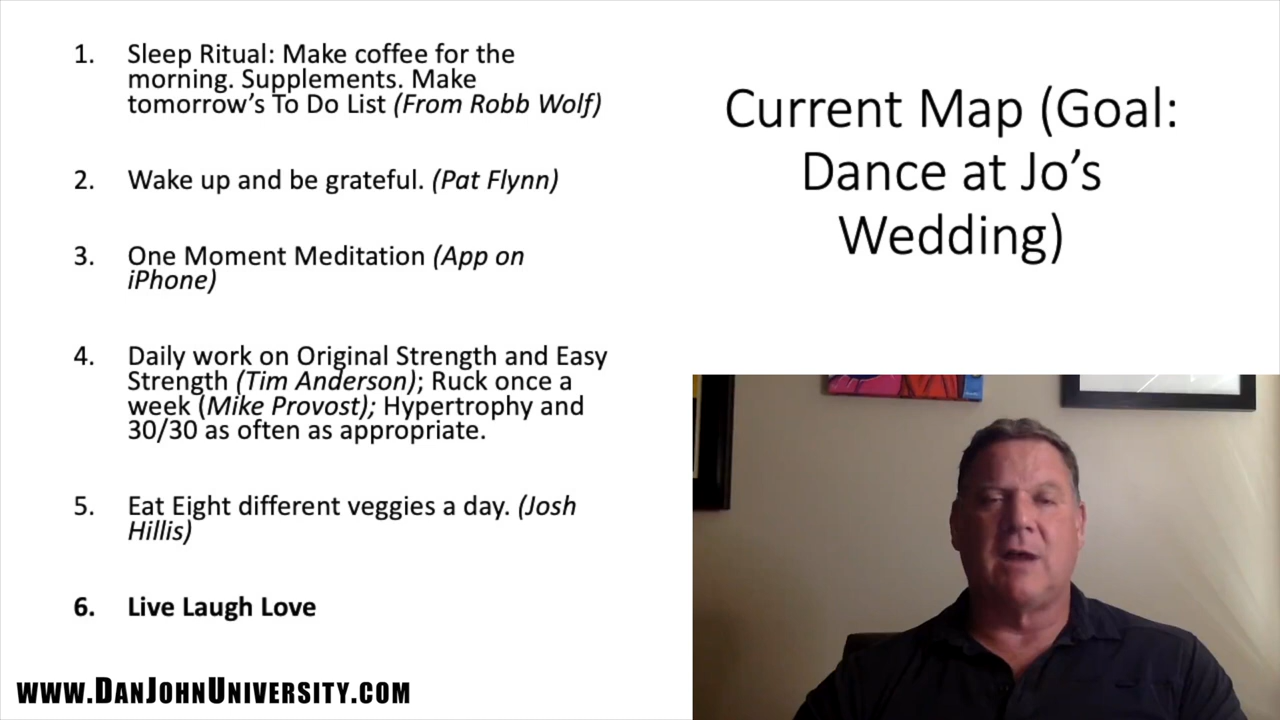 1. Sleep Ritual: Make coffee for the
morning. Supplements. Make
tomorrow's To Do List (From Robb Wolf)
2. Wake up and be grateful. (Pat Flynn)
3. One Moment Meditation (App on
iPhone)
4. Daily work on Original Strength and Easy
Strength (Tim Anderson); Ruck once a
week (Mike Provost); Hypertrophy and
30/30 as often as appropriate.
5. Eat Eight different veggies a day. (Josh
Hillis)
6. Live Laugh Love
www.DanJohnUniversity.com
Current Map (Goal:
Dance at Jo's
Wedding)